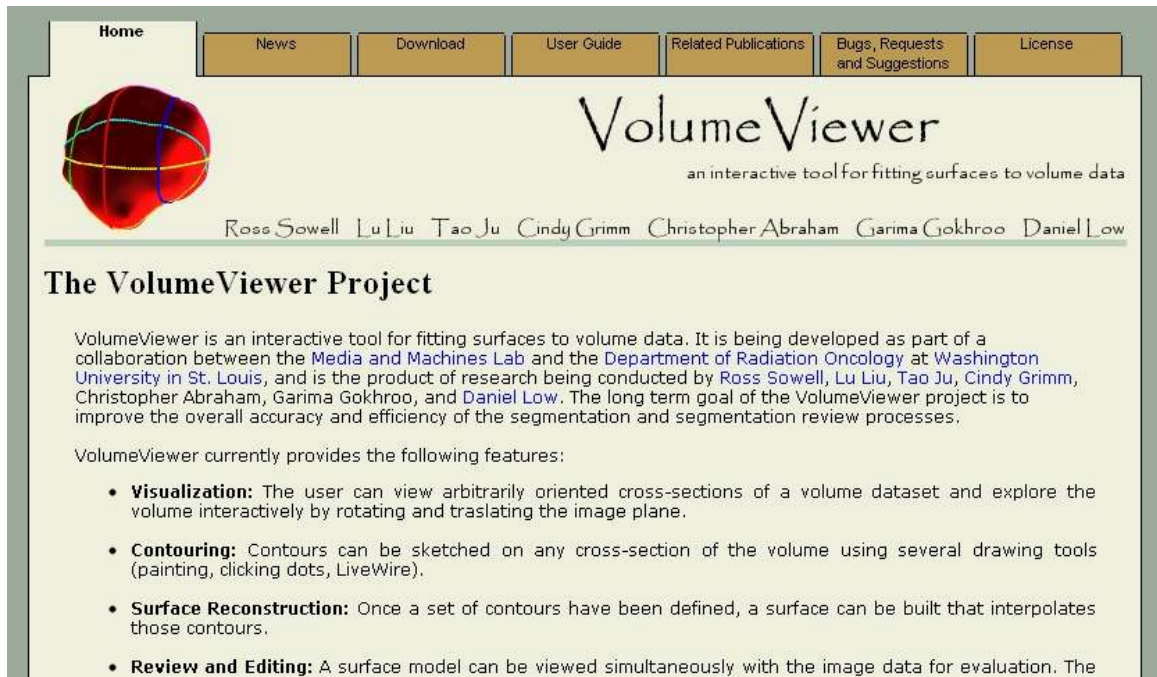 Home
News
Download
User Guide
Related Publications
Bugs, Requests
and Suggestions
License
VolumeViewer
an interactive tool for fitting surfaces to volume data
Ross Sowell Lu Liu Tao Ju Cindy Grimm Christopher Abraham Garima Gokhroo Daniel Low
The VolumeViewer Project
VolumeViewer is an interactive tool for fitting surfaces to volume data. It is being developed as part of a
collaboration between the Media and Machines Lab and the Department of Radiation Oncology at Washington
University in St. Louis, and is the product of research being conducted by Ross Sowell, Lu Liu, Tao Ju, Cindy Grimm,
Christopher Abraham, Garima Gokhroo, and Daniel Low. The long term goal of the VolumeViewer project is to
improve the overall accuracy and efficiency of the segmentation and segmentation review processes.
VolumeViewer currently provides the following features:
• Visualization: The user can view arbitrarily oriented cross-sections of a volume dataset and explore the
volume interactively by rotating and traslating the image plane.
• Contouring: Contours can be sketched on any cross-section of the volume using several drawing tools
(painting, clicking dots, LiveWire).
• Surface Reconstruction: Once a set of contours have been defined, a surface can be built that interpolates
those contours.
• Review and Editing: A surface model can be viewed simultaneously with the image data for evaluation. The